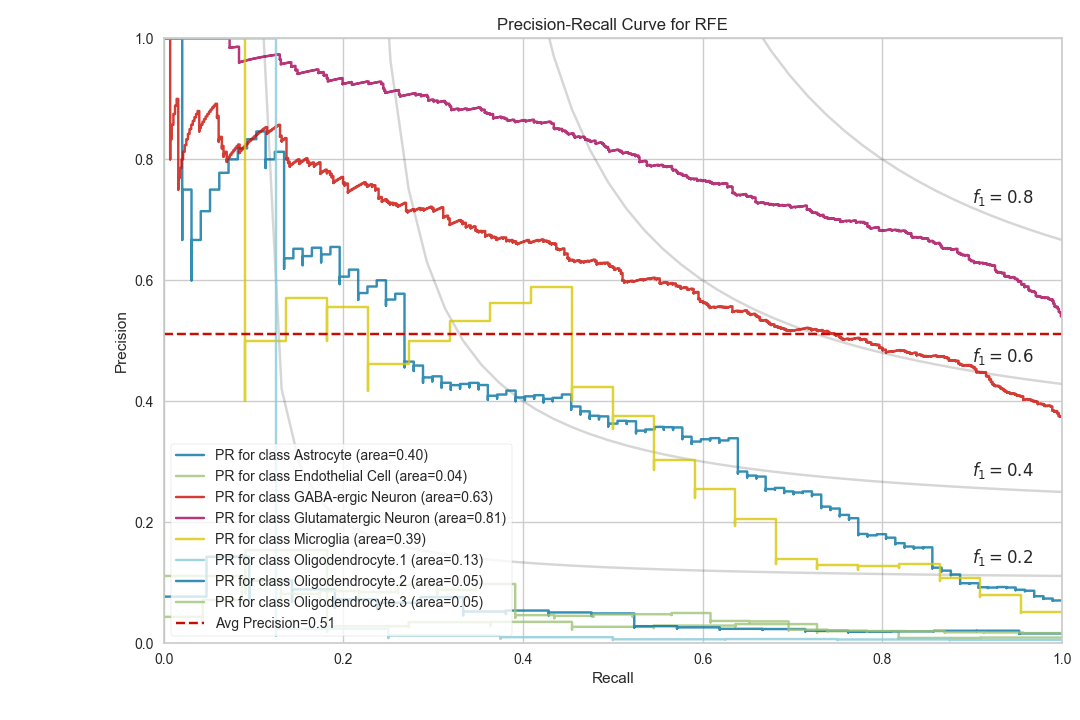 Precision-Recall Curve for RFE
1.0
0.8
0.6
0.4
0.2
0.0
Precision
f1 = 0.8
f1 = 0.6
f1 = 0.4
f1 = 0.2
PR for class Astrocyte (area=0.40)
PR for class Endothelial Cell (area=0.04)
PR for class GABA-ergic Neuron (area=0.63)
PR for class Glutamatergic Neuron (area=0.81)
PR for class Microglia (area=0.39)
PR for class Oligodendrocyte.1 (area=0.13)
PR for class Oligodendrocyte.2 (area=0.05)
PR for class Oligodendrocyte.3 (area=0.05)
Avg Precision=0.51
0.0 0.2 0.4 0.6 0.8 1.0
Recall